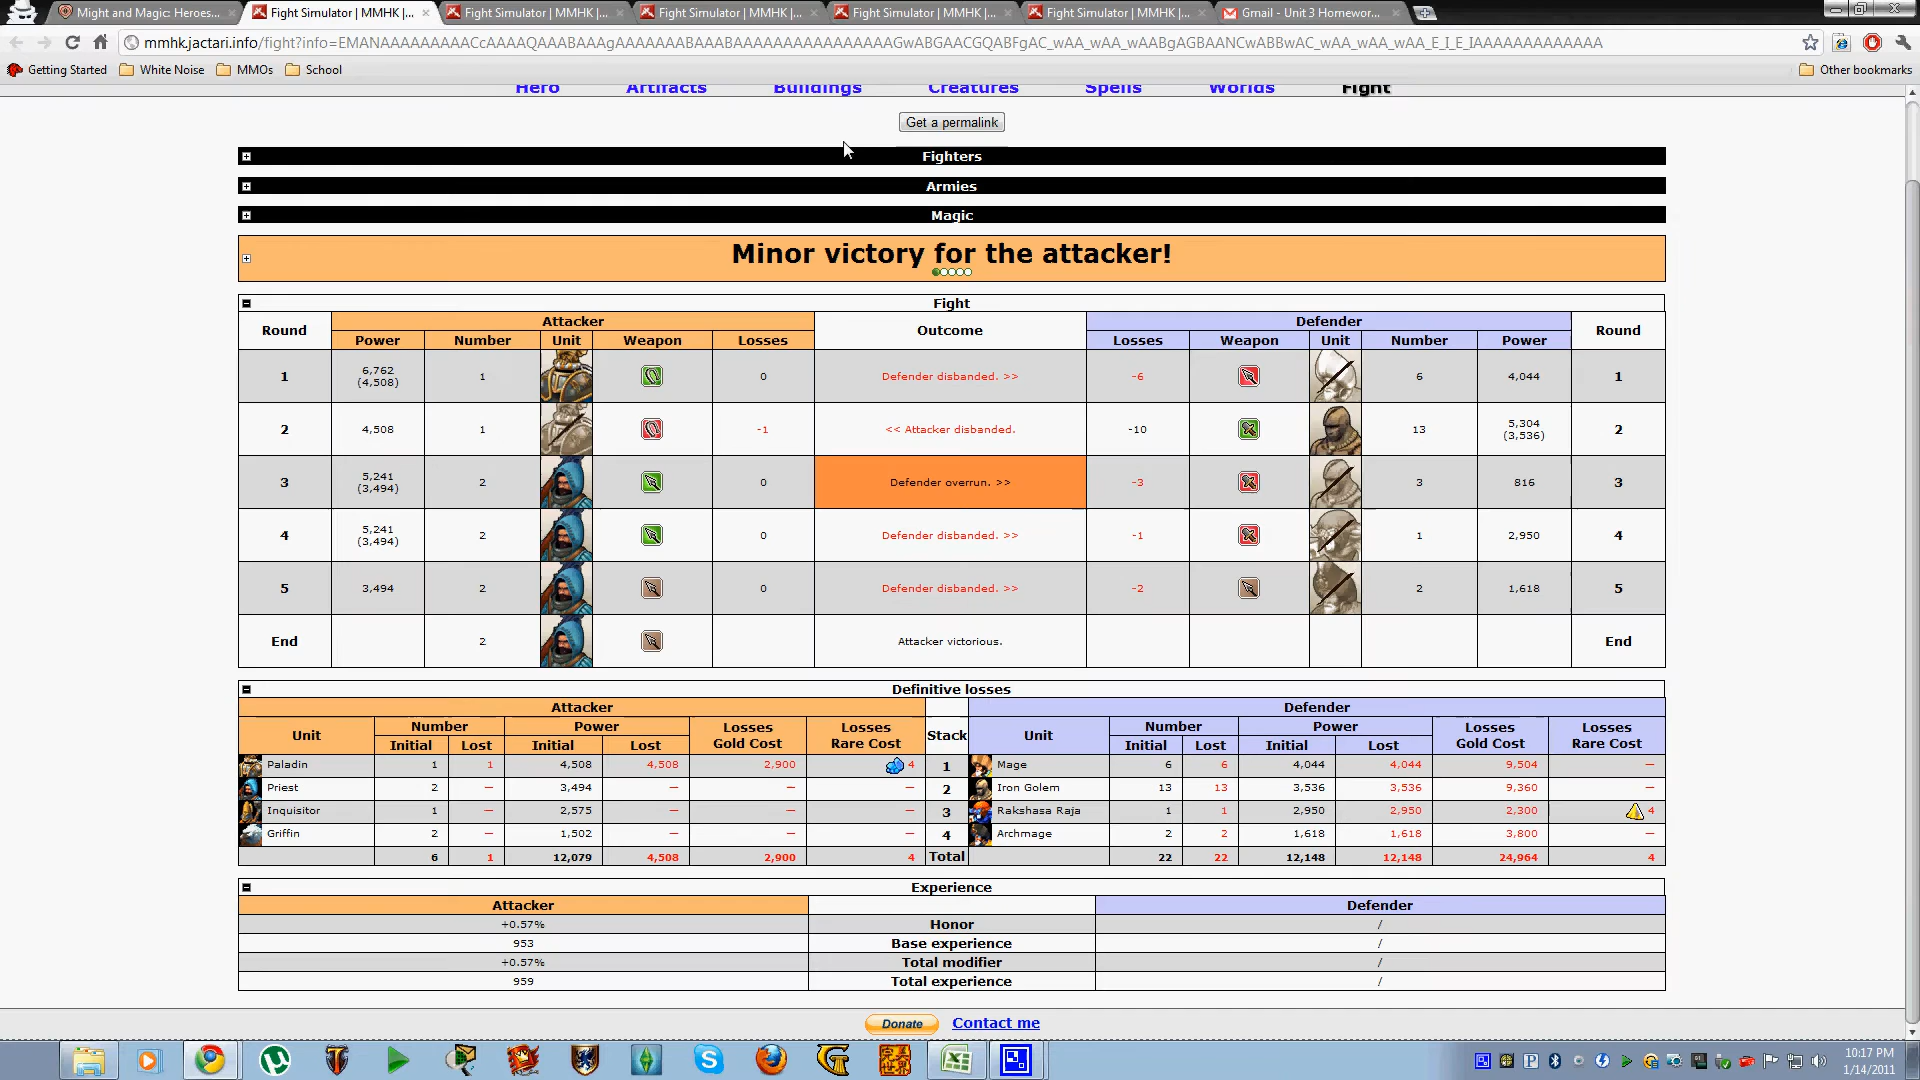 Might and Magic: Heroes...
Fight Simulator | MMHK |...
Fight Simulator | MMHK |...
Fight Simulator | MMHK |...
Fight Simulator | MMHK |...
Fight Simulator | MMHK |...
Gmail - Unit 3 Homewor...
mmhk.jactari.info/fight?info=EMANAAAAAAAAACcAAAAQAAABAAAgAAAAAAABAAABAAAAAAAAAAAAAAAAGwABGAACGQABFgAC_wAA_wAA_wAABgAGBAANCwABBwAC_wAA_wAA_wAA_E_I_E_IAAAAAAAAAAAAA
Getting Started
White Noise
MMOs
School
Other bookmarks
Hero Artifacts Buildings Creatures Spells Worlds Fight
Get a permalink
Fighters
Armies
Magic
Minor victory for the attacker!
Fight
Round Attacker Outcome Defender Round
Power Number Unit Weapon Losses Losses Weapon Unit Number Power
1 6,762 (4,508) 1 0 Defender disbanded. >> -6 6 4,044 1
2 4,508 1 -1 << Attacker disbanded. -10 13 5,304 (3,536) 2
3 5,241 (3,494) 2 0 Defender overrun. >> -3 3 816 3
4 5,241 (3,494) 2 0 Defender disbanded. >> -1 1 2,950 4
5 3,494 2 0 Defender disbanded. >> -2 2 1,618 5
End 2 Attacker victorious. End
Definitive losses
Attacker Defender
Unit Number Power Losses Gold Cost Losses Rare Cost Stack Unit Number Power Losses Gold Cost Losses Rare Cost
Initial Lost Initial Lost Initial Lost Initial Lost
Paladin 1 1 4,508 4,508 2,900 4 1 Mage 6 6 4,044 4,044 9,504 —
Priest 2 — 3,494 — — — 2 Iron Golem 13 13 3,536 3,536 9,360 —
Inquisitor 1 — 2,575 — — — 3 Rakshasa Raja 1 1 2,950 2,950 2,300 4
Griffin 2 — 1,502 — — — 4 Archmage 2 2 1,618 1,618 3,800 —
6 1 12,079 4,508 2,900 4 Total 22 22 12,148 12,148 24,964 4
Experience
Attacker Defender
+0.57% Honor /
953 Base experience /
+0.57% Total modifier /
959 Total experience /
Donate Contact me
10:17 PM
1/14/2011